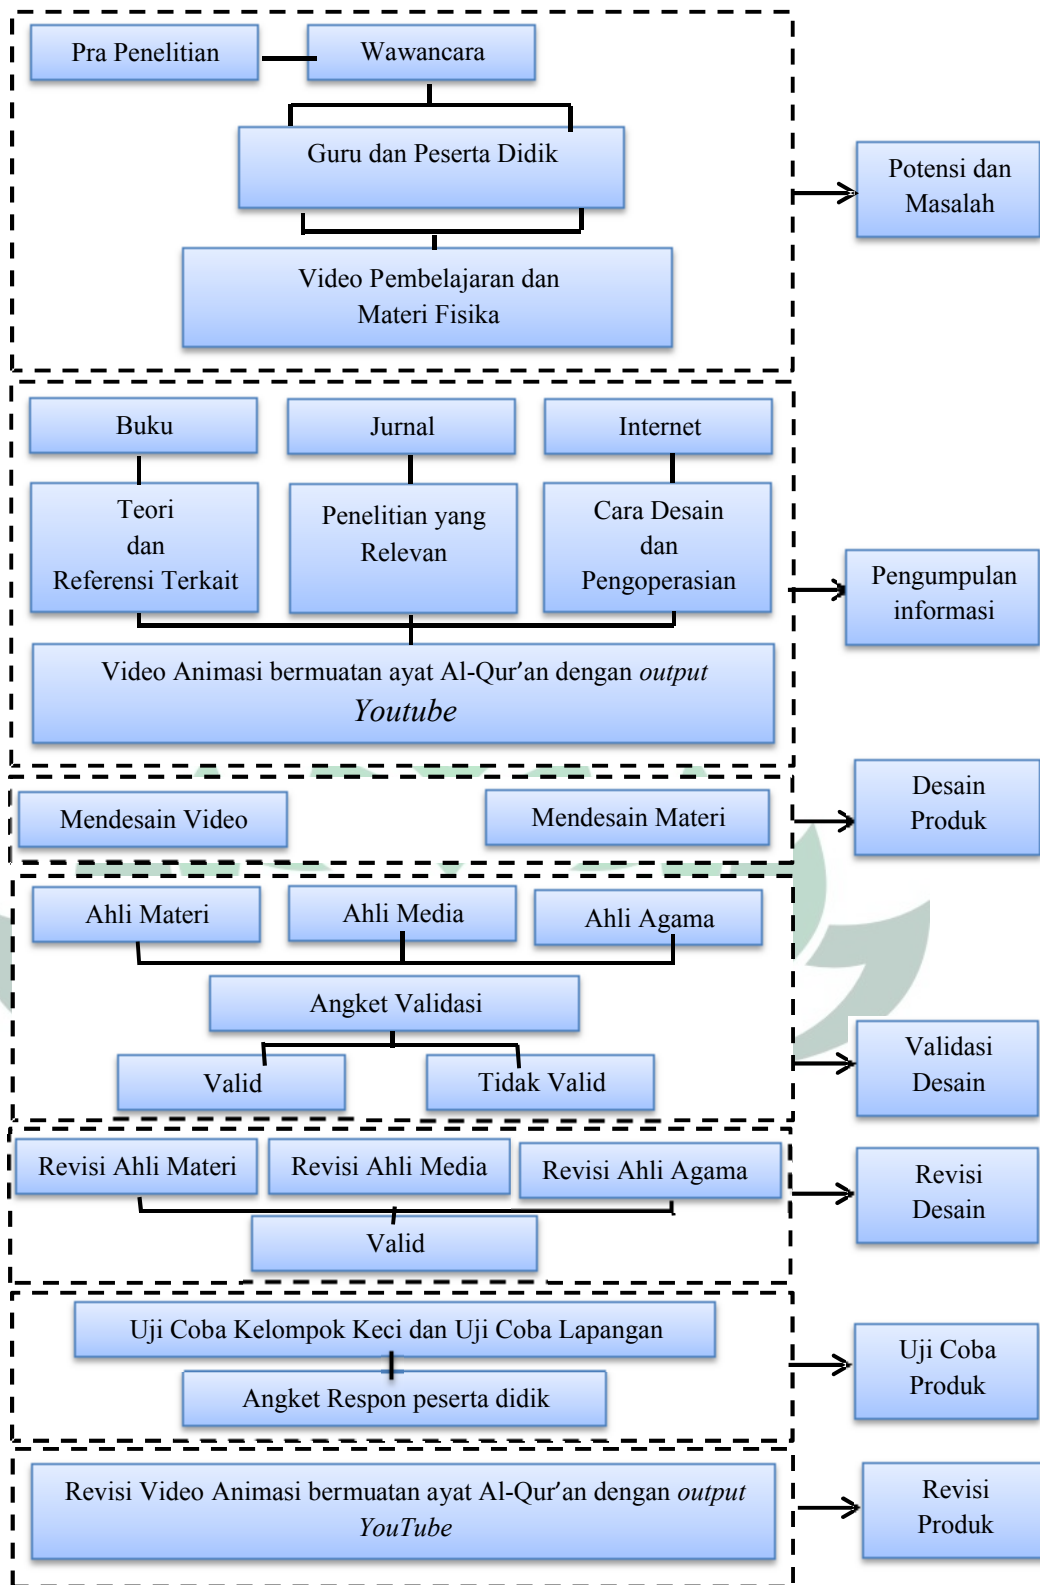 Pra Penelitian
Wawancara
Guru dan Peserta Didik
Video Pembelajaran dan
Materi Fisika
Potensi dan
Masalah
Buku
Jurnal
Internet
Teori
dan
Referensi Terkait
Penelitian yang
Relevan
Cara Desain
dan
Pengoperasian
Video Animasi bermuatan ayat Al-Qur'an dengan output
Youtube
Pengumpulan
informasi
Mendesain Video
Mendesain Materi
Desain
Produk
Ahli Materi
Ahli Media
Ahli Agama
Angket Validasi
Valid
Tidak Valid
Validasi
Desain
Revisi Ahli Materi
Revisi Ahli Media
Revisi Ahli Agama
Valid
Revisi
Desain
Uji Coba Kelompok Keci dan Uji Coba Lapangan
Angket Respon peserta didik
Uji Coba
Produk
Revisi Video Animasi bermuatan ayat Al-Qur'an dengan output
YouTube
Revisi
Produk